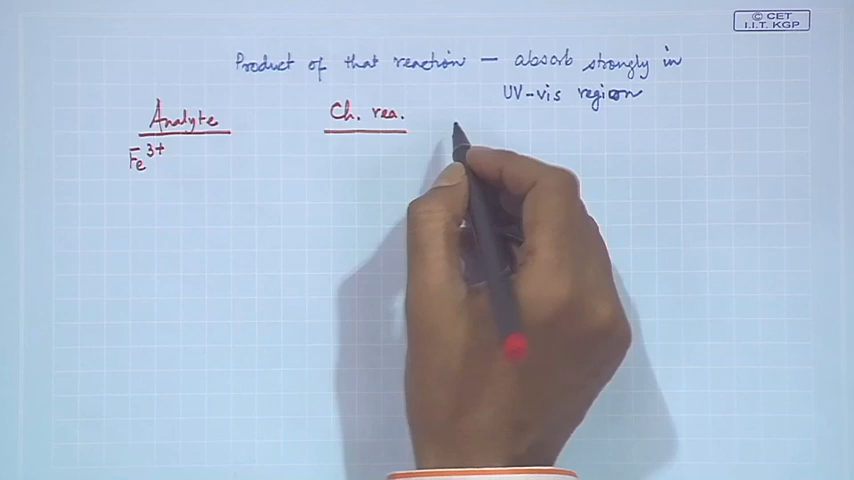 © CET
I.I.T. KGP
Product of that reaction – absorb strongly in
UV-vis region
Analyte
Ch. rea.
Fe3+